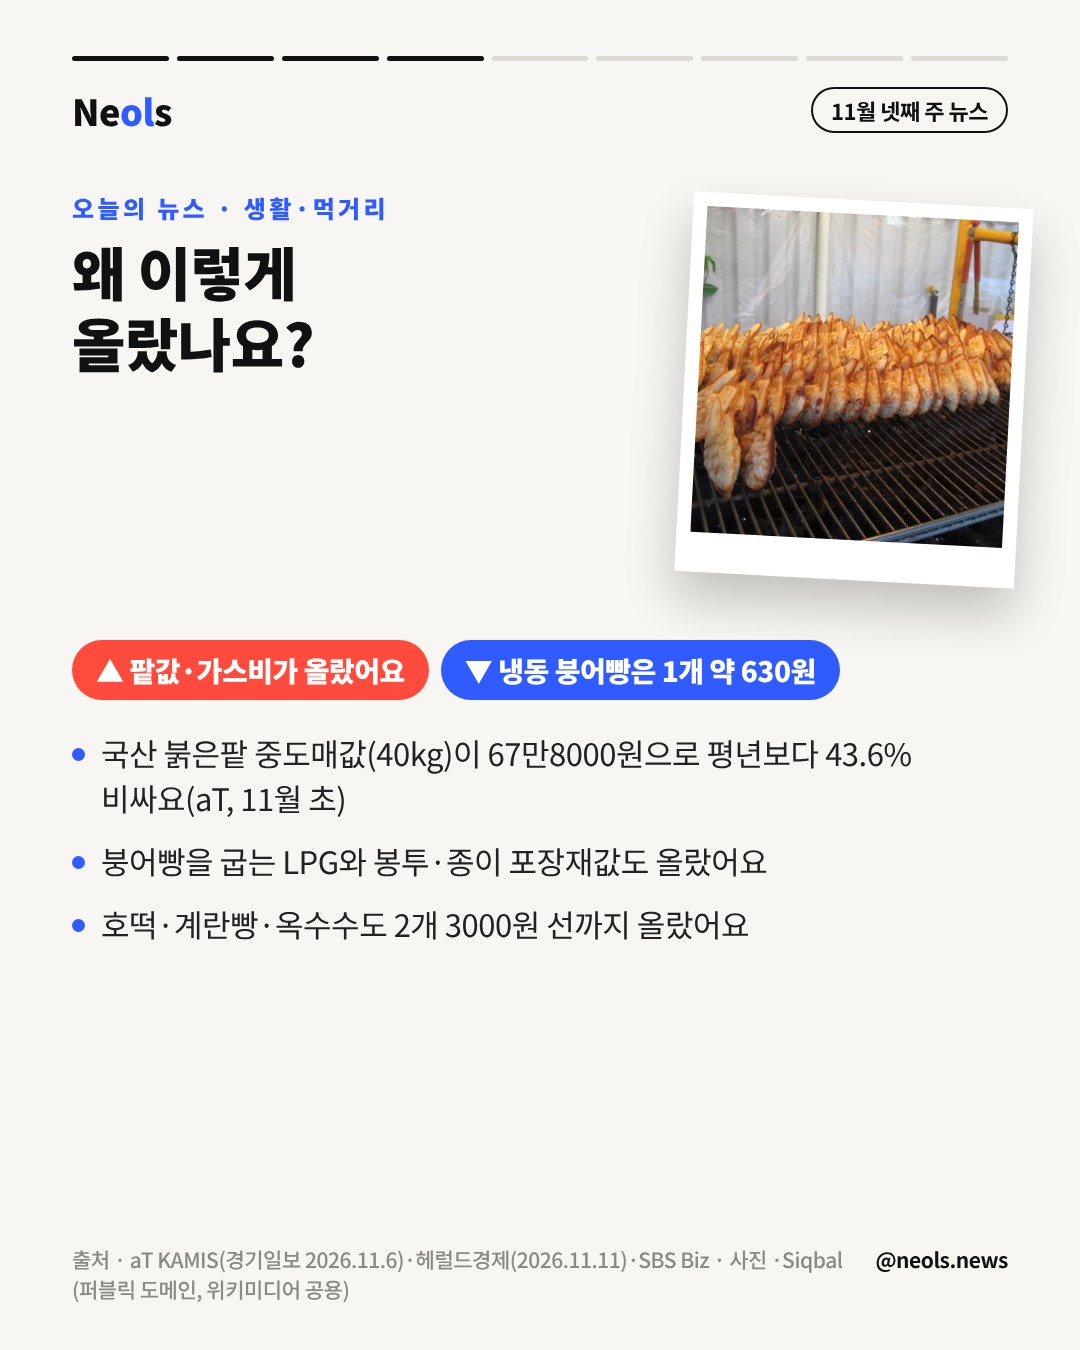 Neols
11월 넷째 주 뉴스
오늘의 뉴스 · 생활·먹거리
왜 이렇게
올랐나요?
▲ 팥값·가스비가 올랐어요
▼ 냉동 붕어빵은 1개 약 630원
국산 붉은팥 중도매값(40kg)이 67만8000원으로 평년보다 43.6%
비싸요(aT, 11월 초)
붕어빵을 굽는 LPG와 봉투·종이 포장재값도 올랐어요
호떡·계란빵·옥수수도 2개 3000원 선까지 올랐어요
출처 · aT KAMIS(경기일보 2026.11.6)·헤럴드경제(2026.11.11)·SBS Biz · 사진 ·Siqbal
(퍼블릭 도메인, 위키미디어 공용)
@neols.news